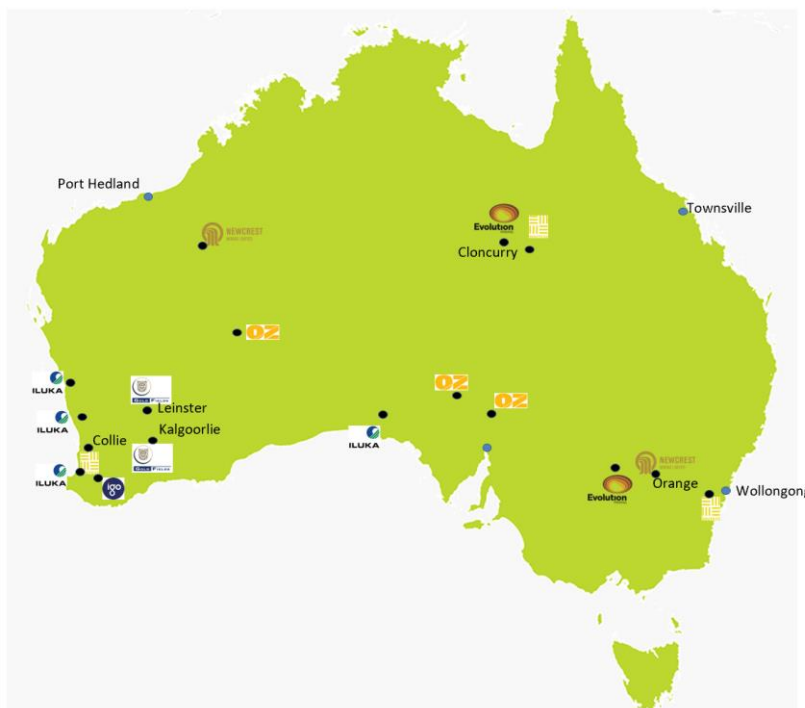 Port Hedland
NEWCREST
Evolution
Townsville
Cloncurry
OZ
ILUKA
OZ
OZ
Leinster
ILUKA
Kalgoorlie
ILUKA
Collie
ILUKA
igo
NEWCREST
Orange
Evolution
Wollongong